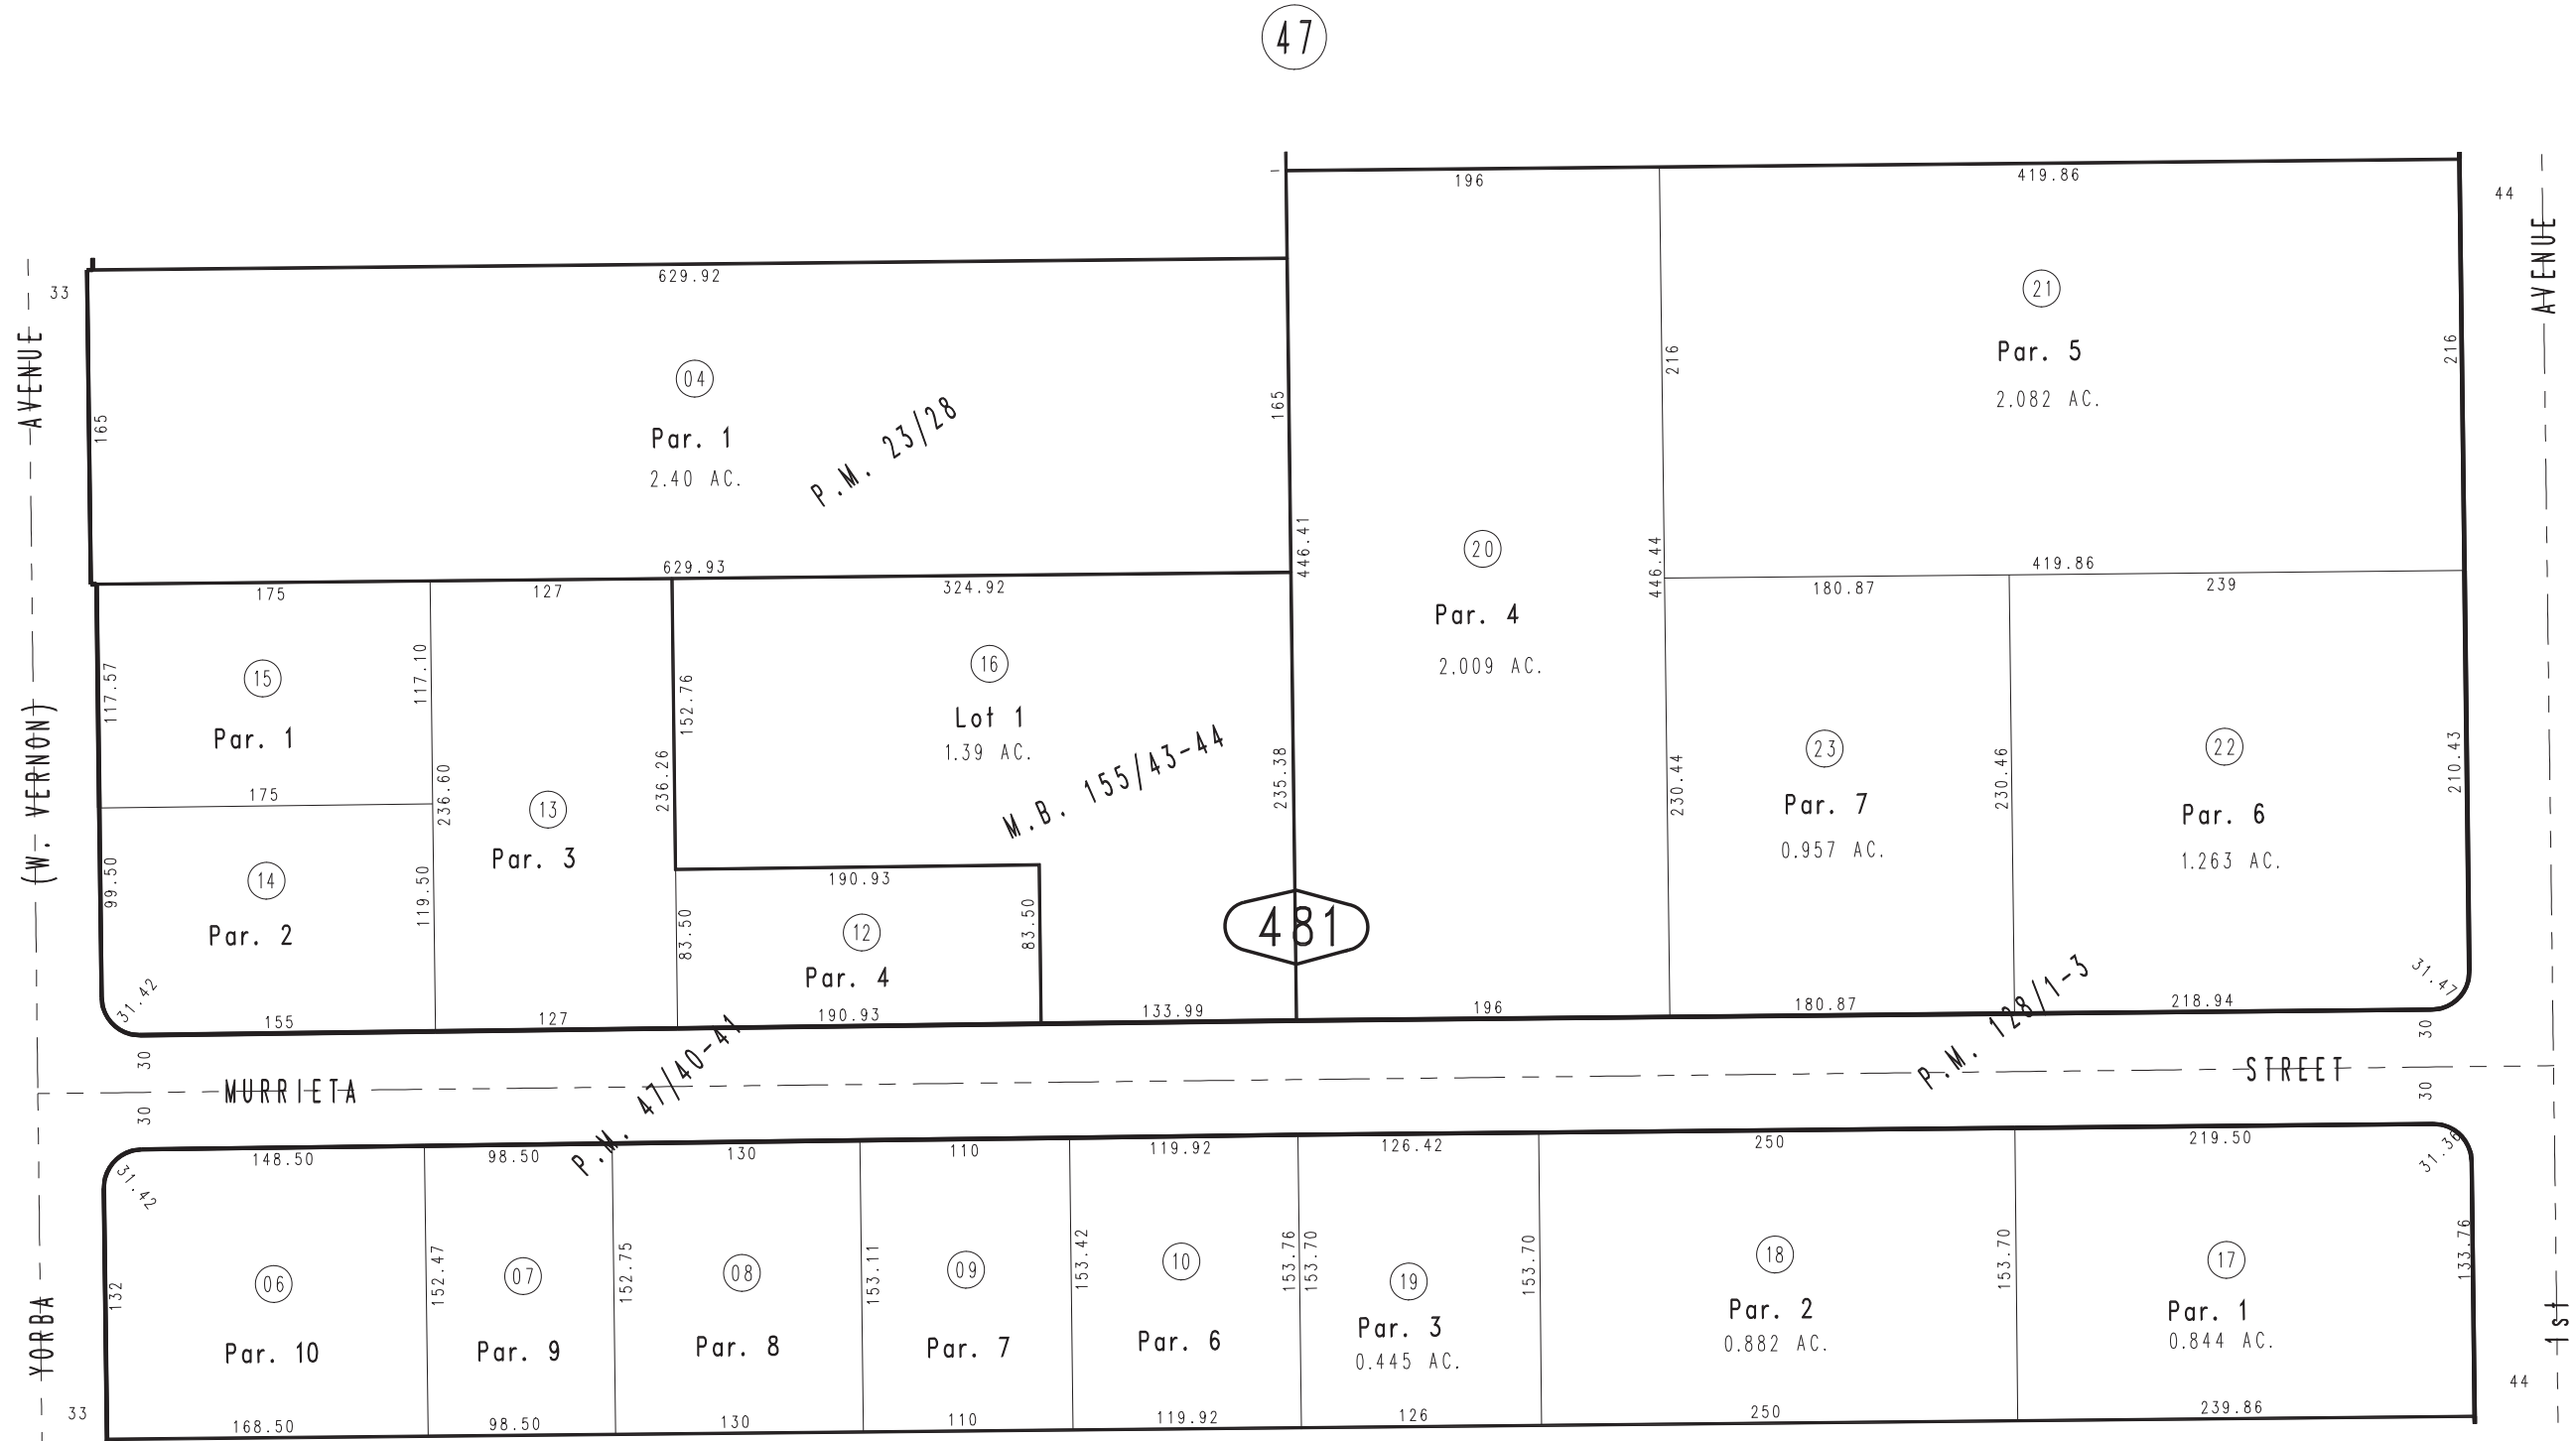 47
196
419.86
44
AVENUE
629.92
33
AVENUE
165
04
Par. 1
2.40 AC.
P.M. 23/28
165
629.93
446.41
20
Par. 4
2.009 AC.
216
446.44
21
Par. 5
2.082 AC.
216
419.86
175
127
324.92
180.87
239
117.57
15
Par. 1
117.10
175
(W. VERNON)
99.50
14
Par. 2
119.50
31.42
155
236.60
13
Par. 3
236.26
127
152.76
16
Lot 1
1.39 AC.
M.B. 155/43-44
235.38
190.93
83.50
12
Par. 4
83.50
190.93
133.99
481
196
230.44
23
Par. 7
0.957 AC.
230.46
180.87
22
Par. 6
1.263 AC.
210.43
31.47
218.94
P.M. 128/1-3
P.M. 47/40-41
30
30
MURRIETA
STREET
30
30
148.50
98.50
130
110
119.92
126.42
250
219.50
31.42
31.36
132
06
Par. 10
152.47
07
Par. 9
152.75
08
Par. 8
153.11
09
Par. 7
153.42
10
Par. 6
153.76
153.70
19
Par. 3
0.445 AC.
153.70
18
Par. 2
0.882 AC.
153.70
17
Par. 1
0.844 AC.
133.76
YORBA
1st
33
44
168.50
98.50
130
110
119.92
126
250
239.86